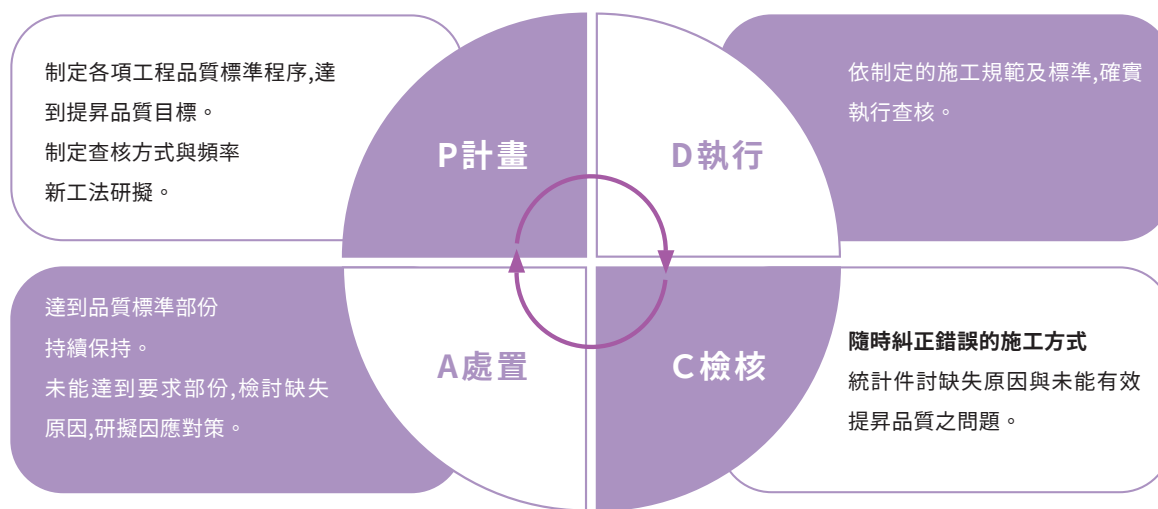 制定各項工程品質標準程序,達
到提昇品質目標。
制定查核方式與頻率
新工法研擬。
P計畫
D執行
依制定的施工規範及標準,確實
執行查核。
達到品質標準部份
持續保持。
未能達到要求部份,檢討缺失
原因,研擬因應對策。
A處置
C檢核
隨時糾正錯誤的施工方式
統計件討缺失原因與未能有效
提昇品質之問題。